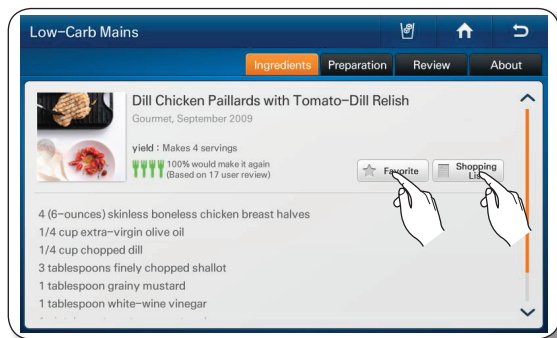 Low-Carb Mains
Ingredients Preparation Review About
Dill Chicken Paillards with Tomato-Dill Relish
Gourmet, September 2009
yield : Makes 4 servings
100% would make it again
(Based on 17 user review)
Favorite
Shopping
List
4 (6-ounces) skinless boneless chicken breast halves
1/4 cup extra-virgin olive oil
1/4 cup chopped dill
3 tablespoons finely chopped shallot
1 tablespoon grainy mustard
1 tablespoon white-wine vinegar